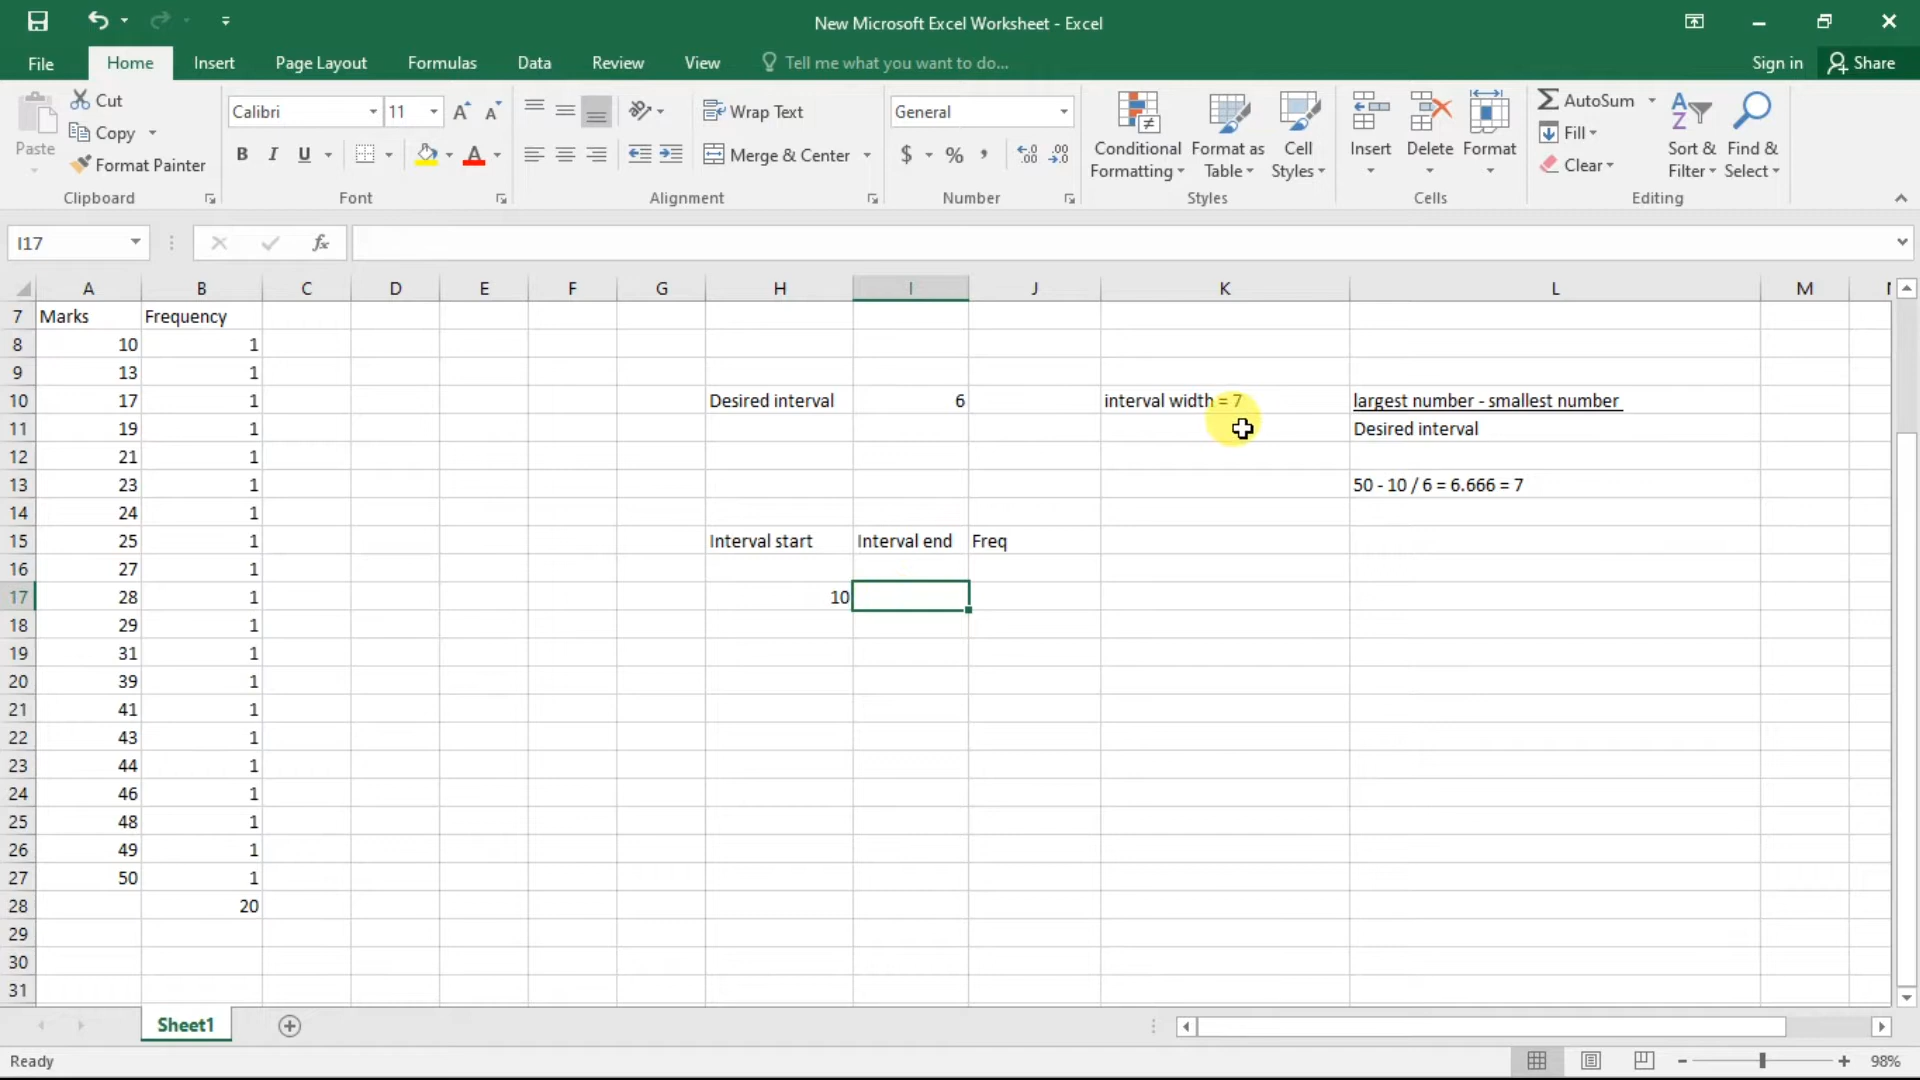 New Microsoft Excel Worksheet - Excel
File Home Insert Page Layout Formulas Data Review View Tell me what you want to do... Sign in Share
Paste
Cut
Copy
Format Painter
Clipboard
Calibri 11
B I U
Font
Wrap Text
Merge & Center
Alignment
General
$ % ,
Number
Conditional Formatting
Format as Table
Cell Styles
Styles
Insert
Delete
Format
Cells
AutoSum
Fill
Clear
Sort & Filter
Find & Select
Editing
I17 fx
A B C D E F G H I J K L M
7 Marks Frequency
8 10 1
9 13 1
10 17 1 Desired interval 6 interval width = 7 largest number - smallest number
11 19 1 Desired interval
12 21 1
13 23 1 50 - 10 / 6 = 6.666 = 7
14 24 1
15 25 1 Interval start Interval end Freq
16 27 1
17 28 1 10
18 29 1
19 31 1
20 39 1
21 41 1
22 43 1
23 44 1
24 46 1
25 48 1
26 49 1
27 50 1
28 20
29
30
31
Sheet1
Ready 98%